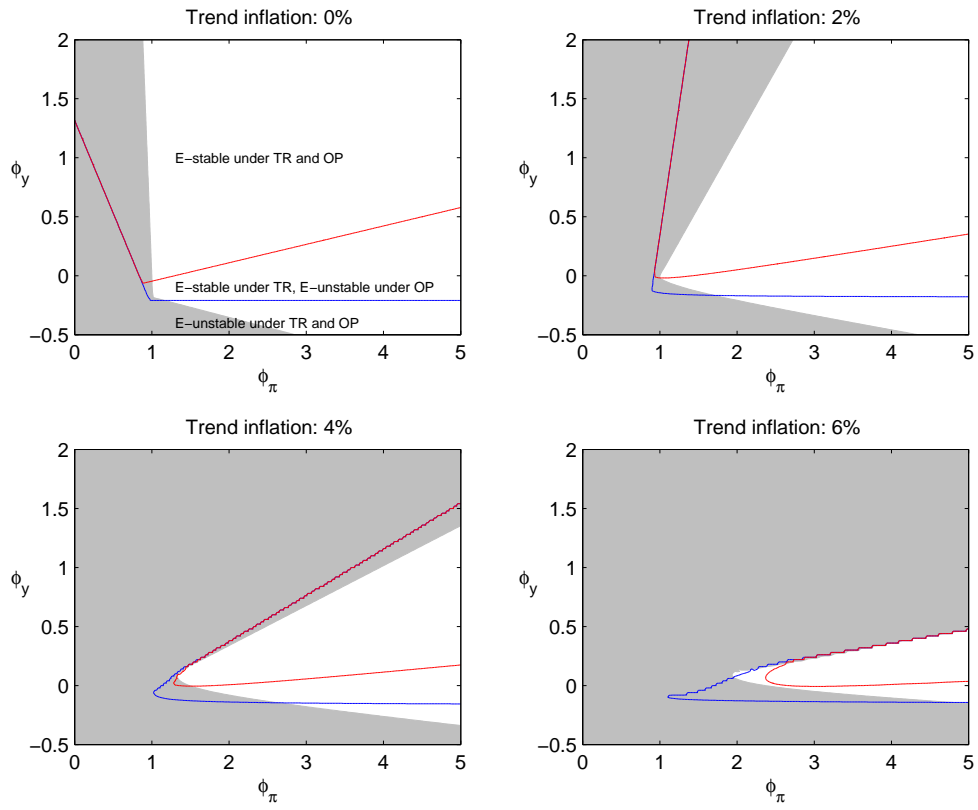 Trend inflation: 0%
2
1.5
1
0.5
0
−0.5
ϕy
E−stable under TR and OP
E−stable under TR, E−unstable under OP
E−unstable under TR and OP
0 1 2 3 4 5
ϕπ
Trend inflation: 2%
2
1.5
1
0.5
0
−0.5
ϕy
0 1 2 3 4 5
ϕπ
Trend inflation: 4%
2
1.5
1
0.5
0
−0.5
ϕy
0 1 2 3 4 5
ϕπ
Trend inflation: 6%
2
1.5
1
0.5
0
−0.5
ϕy
0 1 2 3 4 5
ϕπ